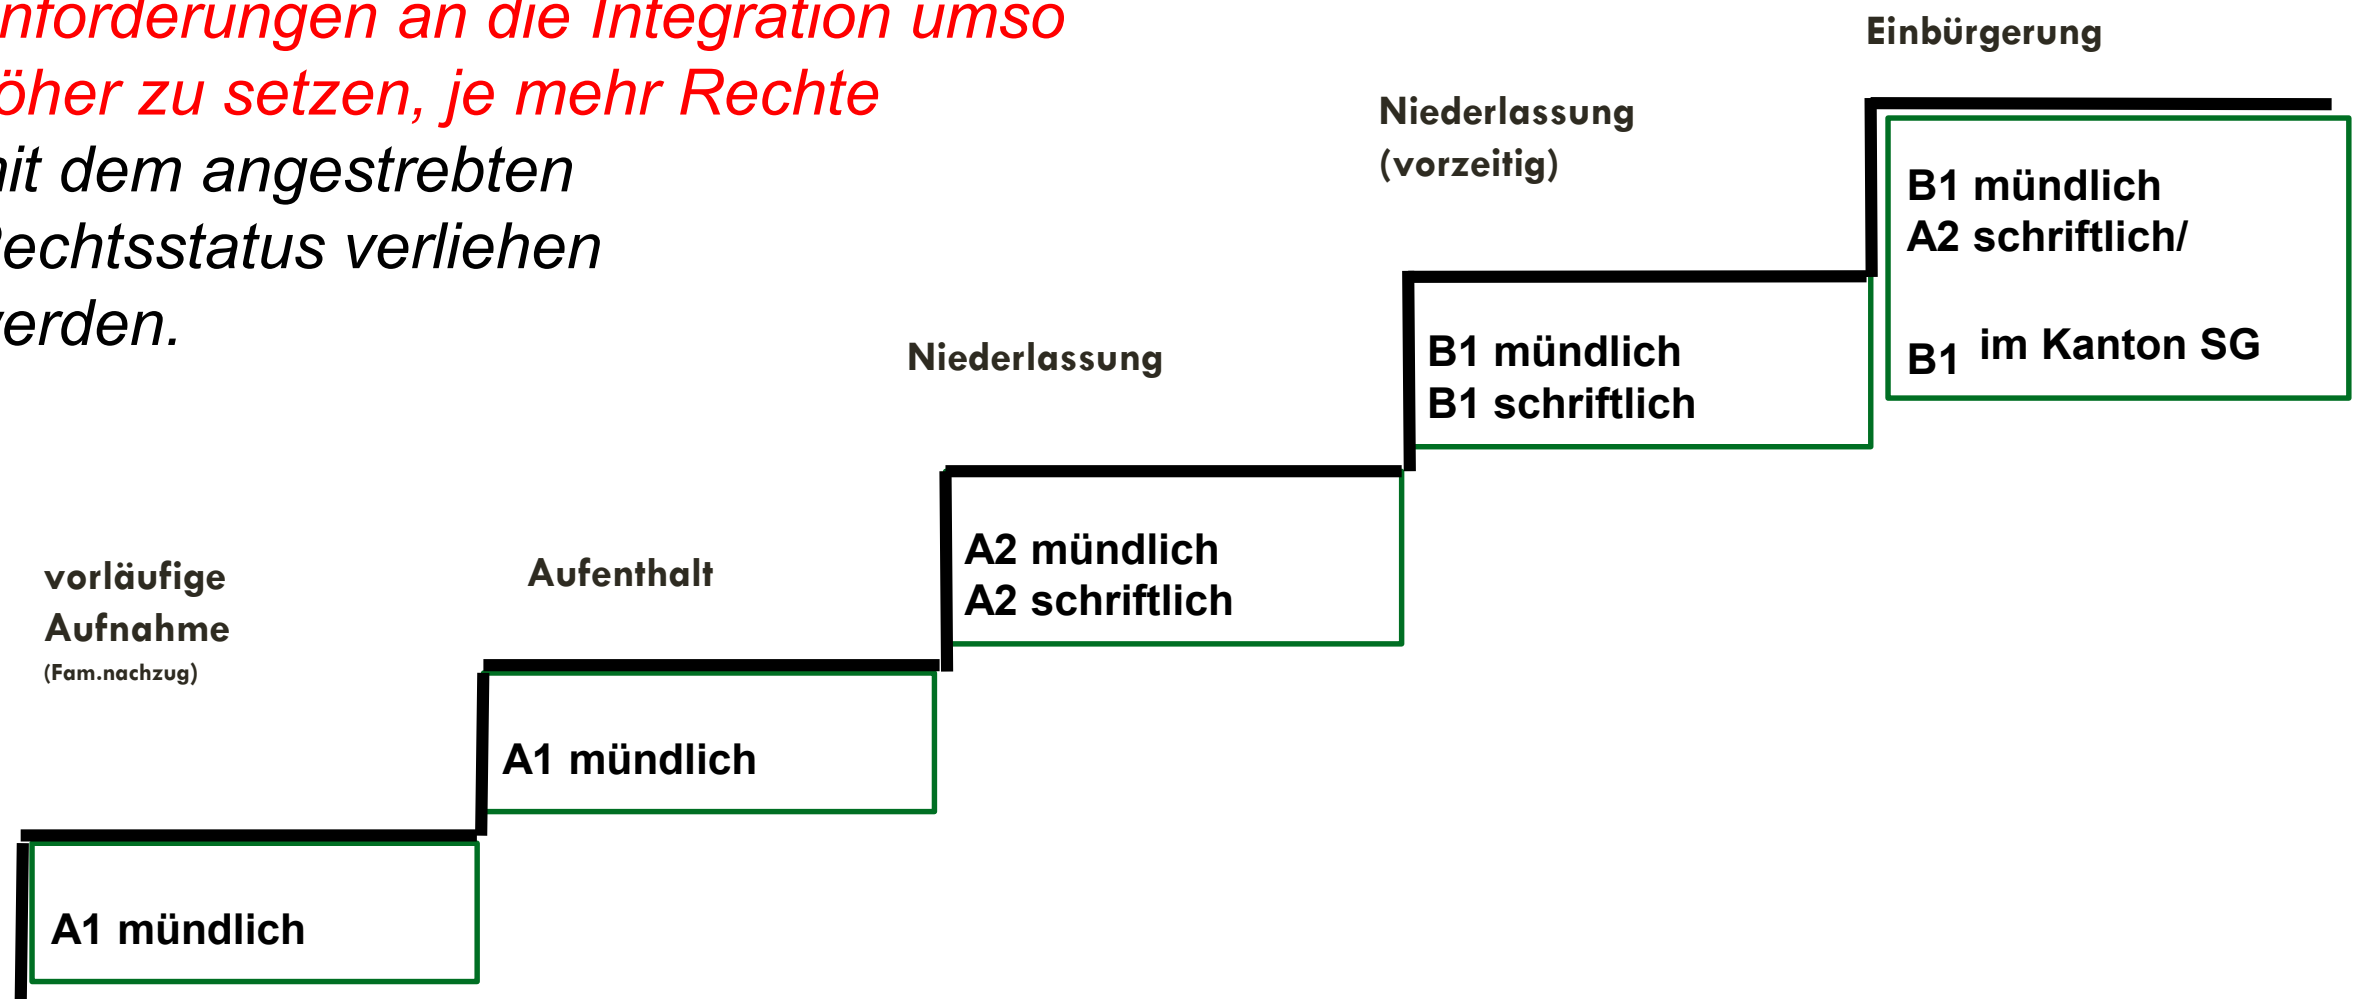 nforderungen an die Integration umso
öher zu setzen, je mehr Rechte
it dem angestrebten
echtsstatus verliehen
erden.
Einbürgerung
Niederlassung
(vorzeitig)
B1 mündlich
A2 schriftlich/
B1 im Kanton SG
Niederlassung
B1 mündlich
B1 schriftlich
vorläufige
Aufnahme
(Fam.nachzug)
Aufenthalt
A2 mündlich
A2 schriftlich
A1 mündlich
A1 mündlich